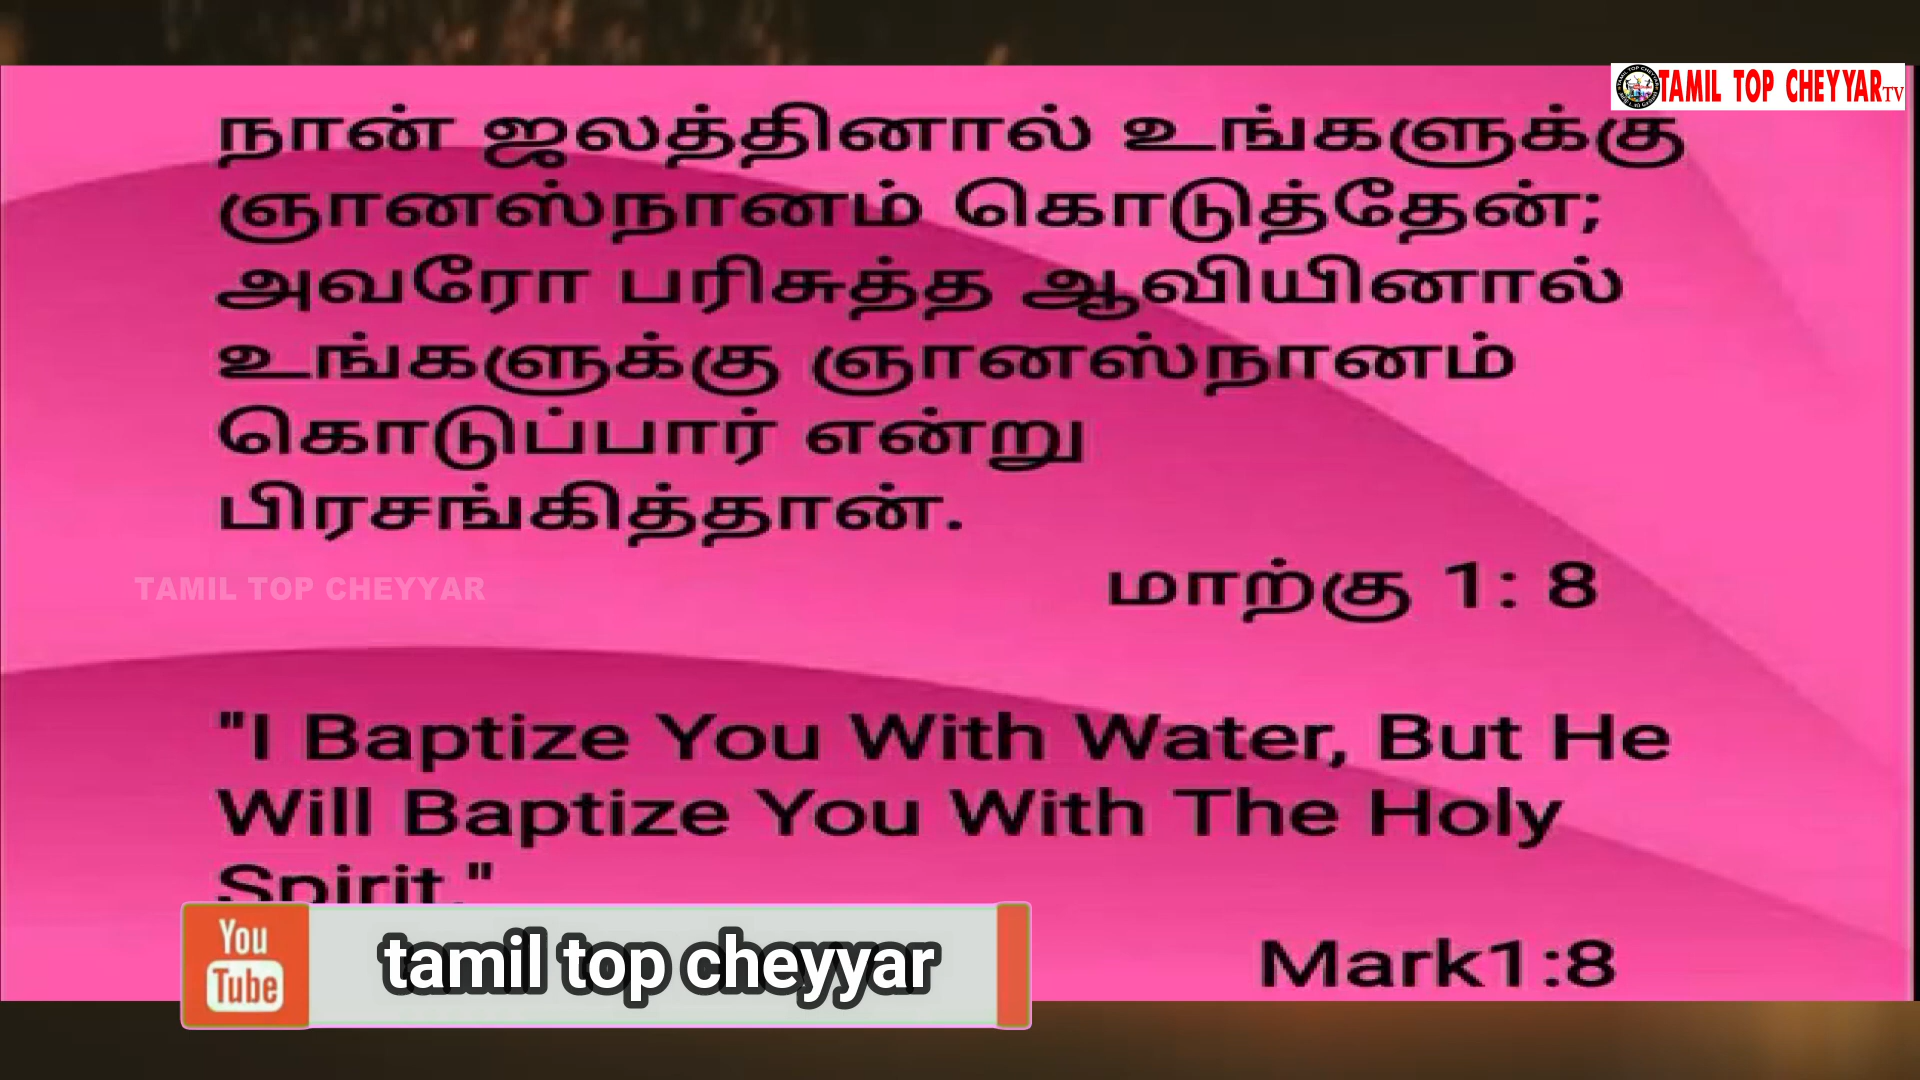 TAMIL TOP CHEYYAR TV
நான் ஜலத்தினால் உங்களுக்கு
ஞானஸ்நானம் கொடுத்தேன்;
அவரோ பரிசுத்த ஆவியினால்
உங்களுக்கு ஞானஸ்நானம்
கொடுப்பார் என்று
பிரசங்கித்தான்.
மாற்கு 1: 8
TAMIL TOP CHEYYAR
"I Baptize You With Water, But He
Will Baptize You With The Holy
Spirit."
You Tube
tamil top cheyyar
Mark1:8